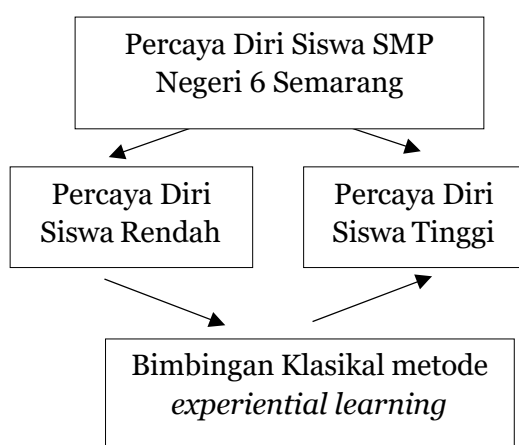 Percaya Diri Siswa SMP
Negeri 6 Semarang
Percaya Diri
Siswa Rendah
Percaya Diri
Siswa Tinggi
Bimbingan Klasikal metode
experiential learning